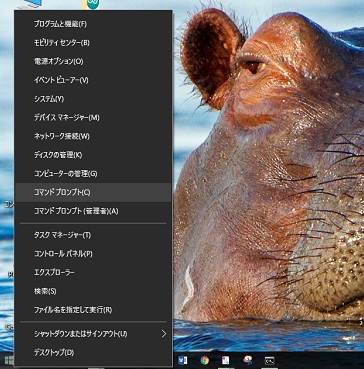 プログラムと機能(F)
モビリティ センター(B)
電源オプション(O)
イベント ビューアー(V)
システム(Y)
デバイス マネージャー(M)
ネットワーク接続(W)
ディスクの管理(K)
コンピューターの管理(G)
コマンド プロンプト(C)
コマンド プロンプト (管理者)(A)
タスク マネージャー(T)
コントロール パネル(P)
エクスプローラー
検索(S)
ファイル名を指定して実行(R)
シャットダウンまたはサインアウト(U)
デスクトップ(D)